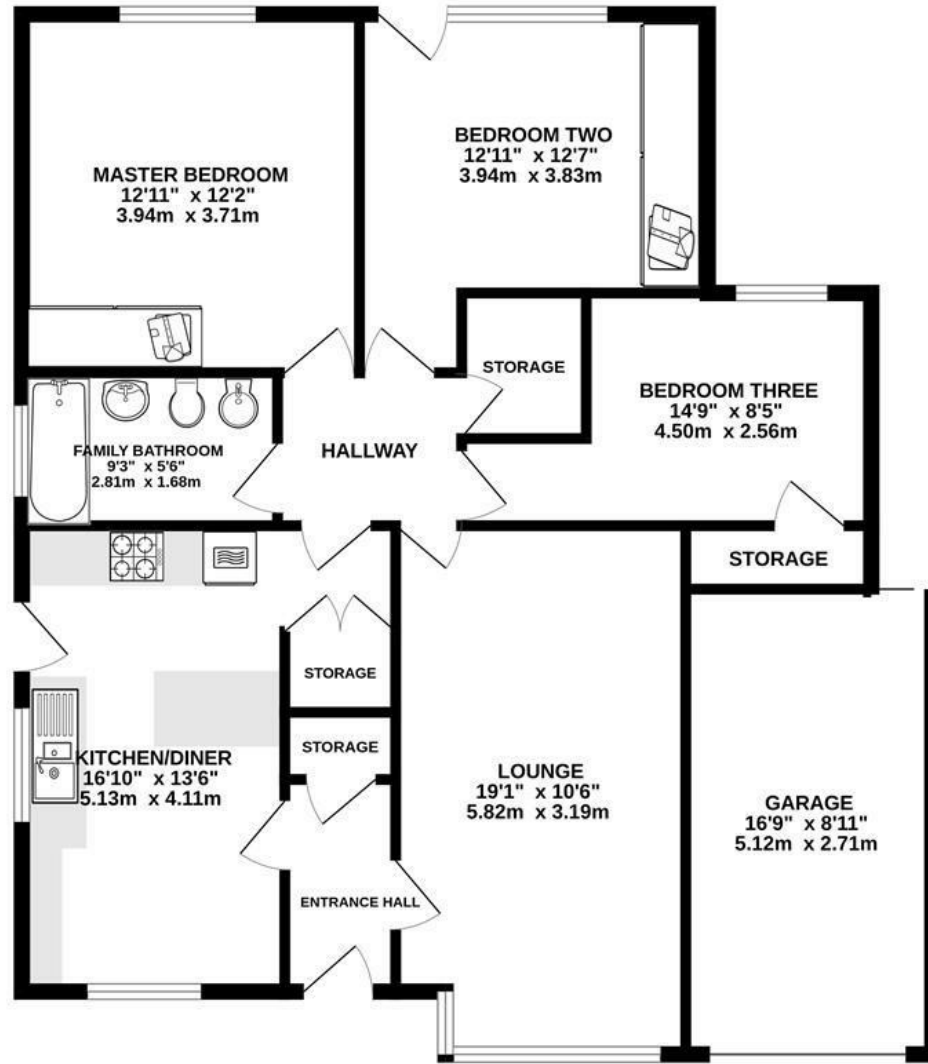 BEDROOM TWO
12'11" x 12'7"
3.94m x 3.83m
MASTER BEDROOM
12'11" x 12'2"
3.94m x 3.71m
STORAGE
BEDROOM THREE
14'9" x 8'5"
4.50m x 2.56m
FAMILY BATHROOM
9'3" x 5'6"
2.81m x 1.68m
HALLWAY
STORAGE
STORAGE
STORAGE
KITCHEN/DINER
16'10" x 13'6"
5.13m x 4.11m
LOUNGE
19'1" x 10'6"
5.82m x 3.19m
GARAGE
16'9" x 8'11"
5.12m x 2.71m
ENTRANCE HALL